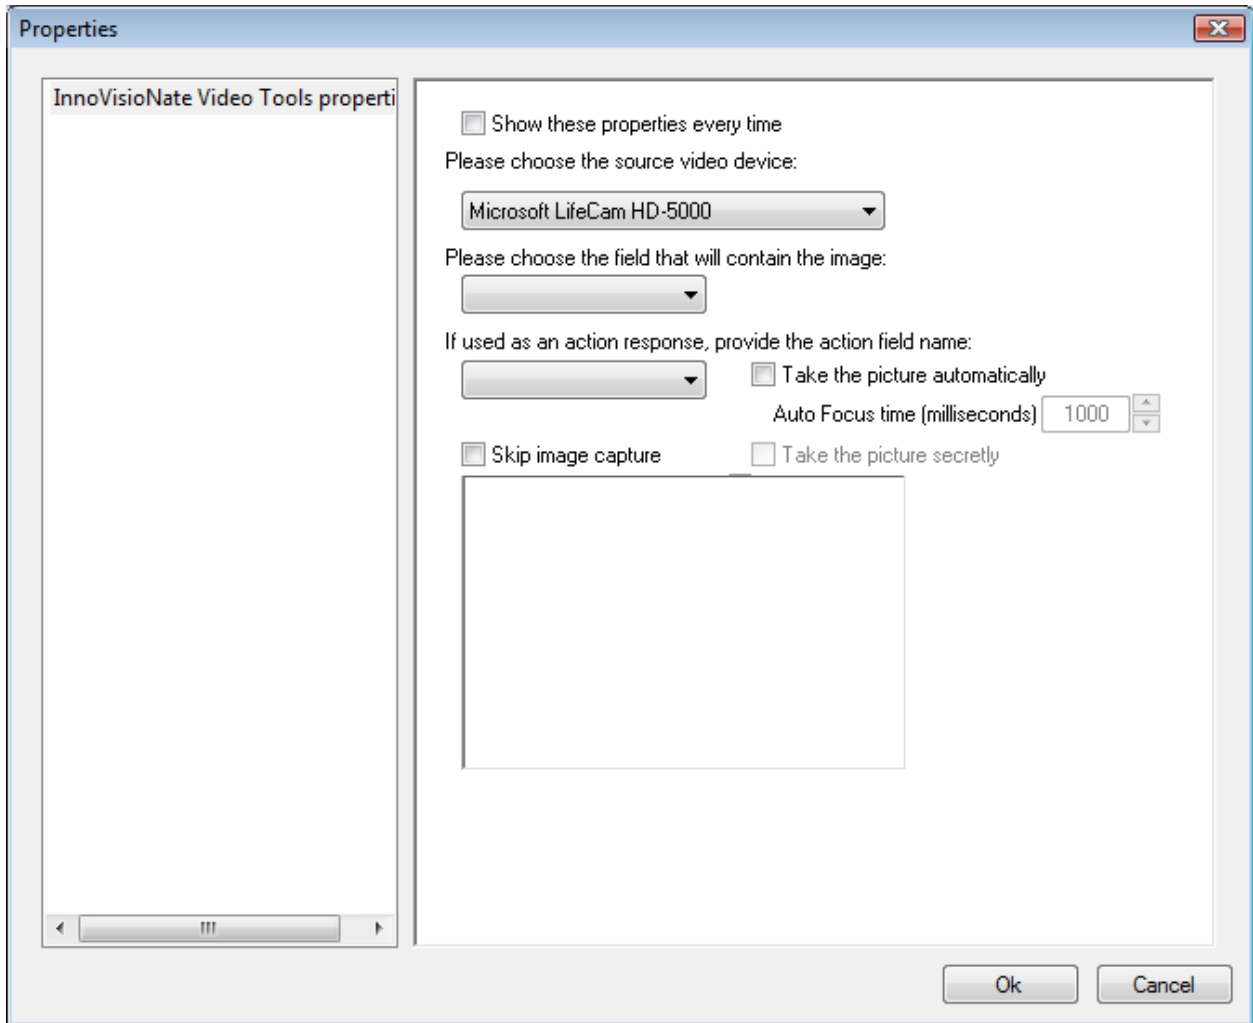 Properties
InnoVisioNate Video Tools properti
Show these properties every time
Please choose the source video device:
Microsoft LifeCam HD-5000
Please choose the field that will contain the image:
If used as an action response, provide the action field name:
Take the picture automatically
Auto Focus time (milliseconds) 1000
Skip image capture
Take the picture secretly
Ok
Cancel